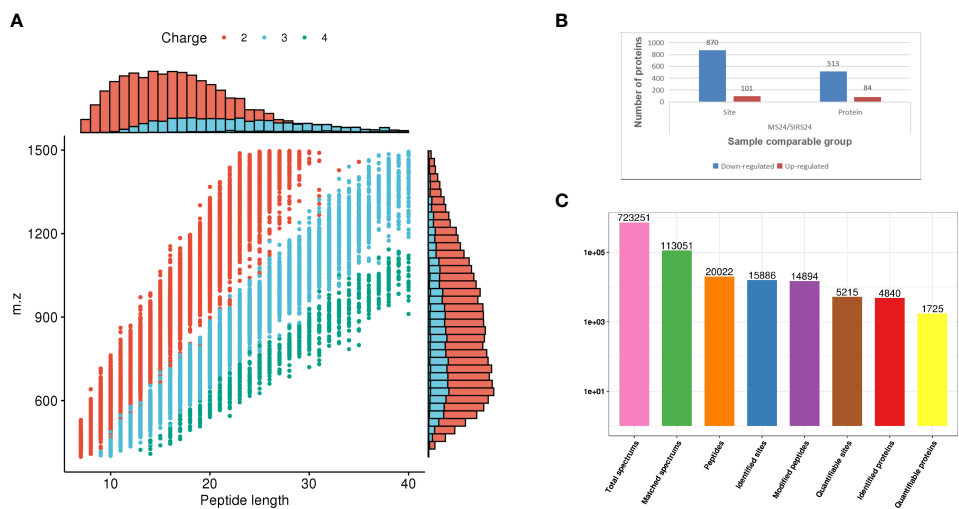 A
Charge 2 3 4
1500
1200
900
600
m.z
10 20 30 40
Peptide length
B
Number of proteins
1000
800
600
400
200
0
870
101
513
84
Site Protein
MS24/SIRS24
Sample comparable group
Down-regulated Up-regulated
C
1e+05
1e+03
1e+01
723251
113051
20022
15886
14894
5215
4840
1725
Total spectrums
Matched spectrums
Peptides
Identified sites
Modified peptides
Quantifiable sites
Identified proteins
Quantifiable proteins